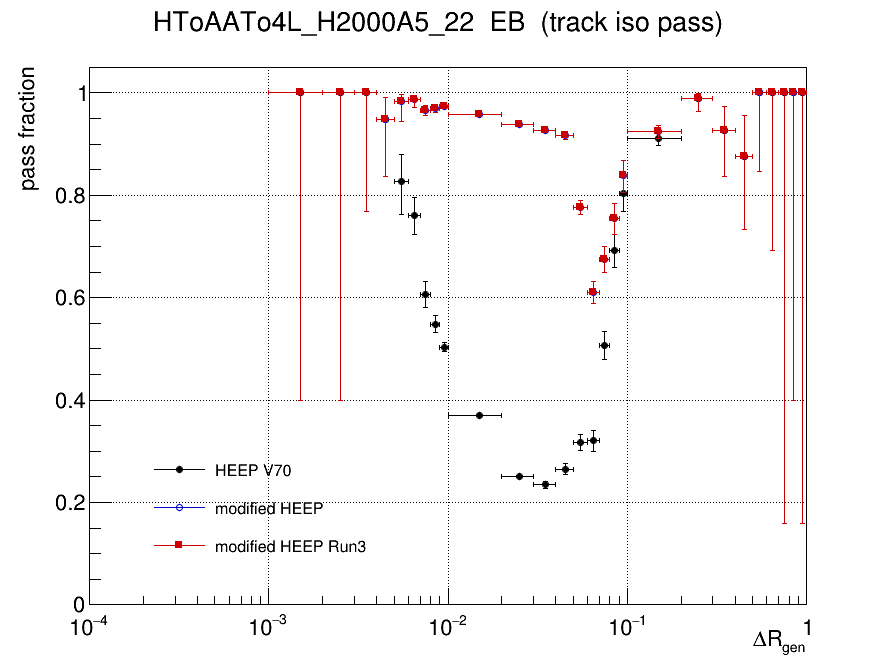 HToAATo4L_H2000A5_22 EB (track iso pass)
pass fraction
1
0.8
0.6
0.4
0.2
0
HEEP V70
modified HEEP
modified HEEP Run3
10⁻⁴ 10⁻³ 10⁻² 10⁻¹ 1
ΔR_gen